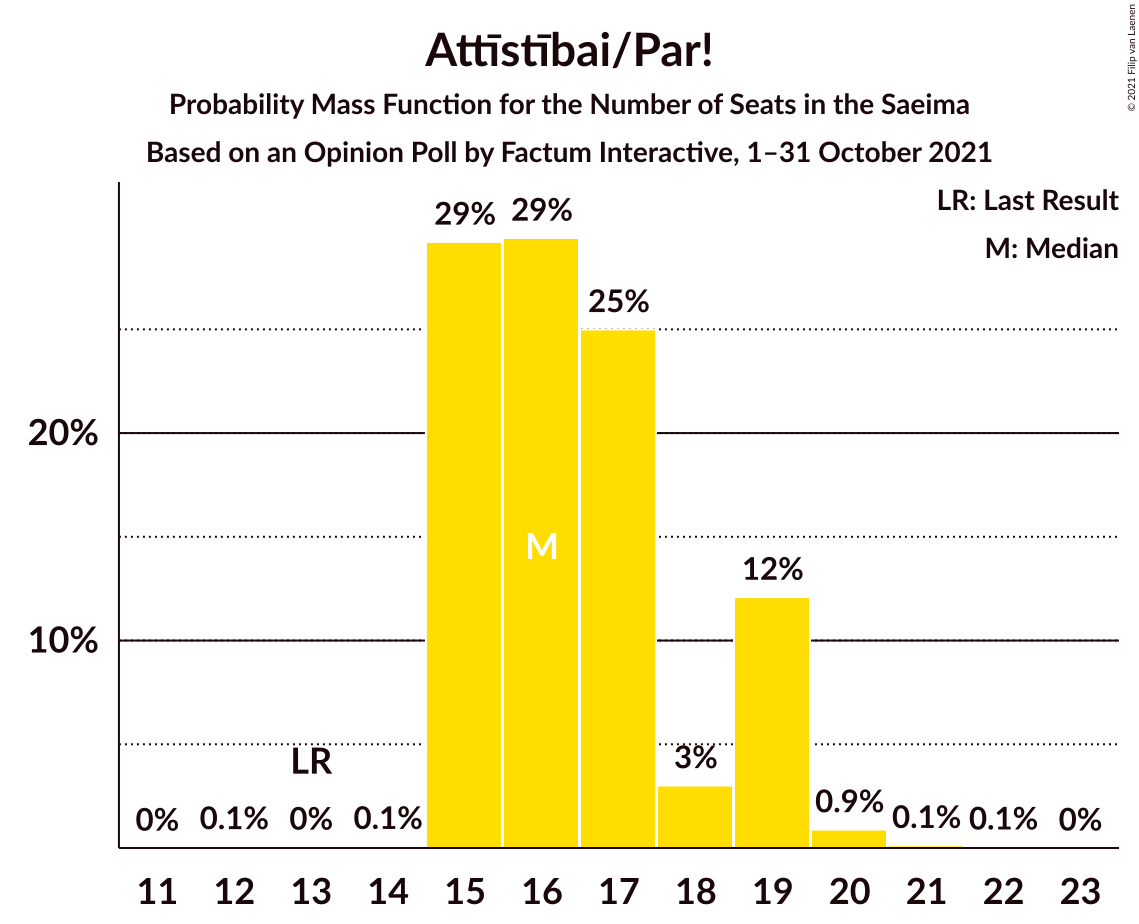 Attīstībai/Par!
Probability Mass Function for the Number of Seats in the Saeima
Based on an Opinion Poll by Factum Interactive, 1–31 October 2021
© 2021 Filip van Laenen
LR: Last Result
M: Median
29% 29%
25%
20%
M
12%
10%
LR
3%
0% 0.1% 0% 0.1% 0.9% 0.1% 0.1% 0%
11 12 13 14 15 16 17 18 19 20 21 22 23